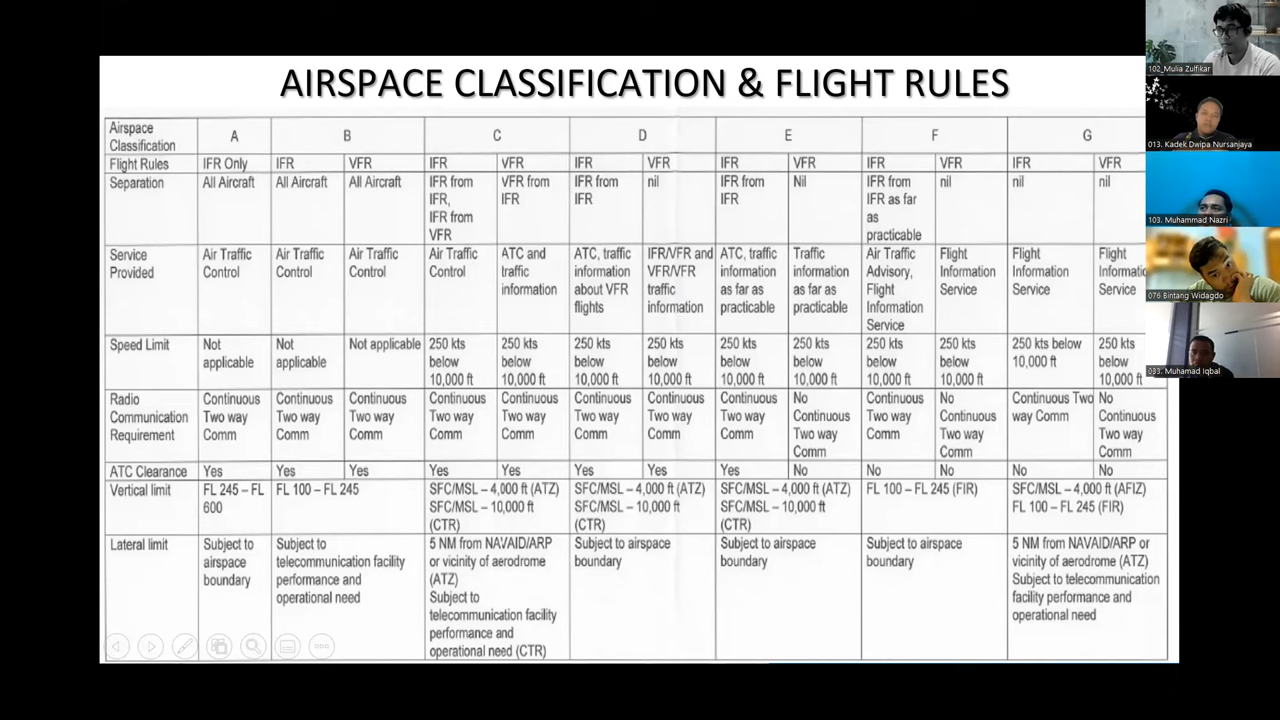 AIRSPACE CLASSIFICATION & FLIGHT RULES
Airspace Classification A B C D E F G
Flight Rules IFR Only IFR VFR IFR VFR IFR VFR IFR VFR IFR VFR IFR VFR
Separation All Aircraft All Aircraft All Aircraft IFR from IFR, IFR from VFR VFR from IFR IFR from IFR nil IFR from IFR Nil IFR from IFR as far as practicable nil nil nil
Service Provided Air Traffic Control Air Traffic Control Air Traffic Control Air Traffic Control ATC and traffic information ATC, traffic information about VFR flights IFR/VFR and VFR/VFR traffic information ATC, traffic information as far as practicable Traffic information as far as practicable Air Traffic Advisory, Flight Information Service Flight Information Service Flight Information Service Flight Service
Speed Limit Not applicable Not applicable Not applicable 250 kts below 10,000 ft 250 kts below 10,000 ft 250 kts below 10,000 ft 250 kts below 10,000 ft 250 kts below 10,000 ft 250 kts below 10,000 ft 250 kts below 10,000 ft 250 kts below 10,000 ft 250 kts below 10,000 ft 250 kts below 10,000 ft
Radio Communication Requirement Continuous Two way Comm Continuous Two way Comm Continuous Two way Comm Continuous Two way Comm Continuous Two way Comm Continuous Two way Comm Continuous Two way Comm Continuous Two way Comm No Continuous Two way Comm Continuous Two way Comm No Continuous Two way Comm Continuous Two way Comm No Continuous Two way Comm
ATC Clearance Yes Yes Yes Yes Yes Yes Yes Yes No No No No No
Vertical limit FL 245 – FL 600 FL 100 – FL 245 SFC/MSL – 4,000 ft (ATZ) SFC/MSL – 10,000 ft (CTR) SFC/MSL – 4,000 ft (ATZ) SFC/MSL – 10,000 ft (CTR) SFC/MSL – 4,000 ft (ATZ) SFC/MSL – 10,000 ft (CTR) FL 100 – FL 245 (FIR) SFC/MSL – 4,000 ft (AFIZ) FL 100 – FL 245 (FIR)
Lateral limit Subject to airspace boundary Subject to telecommunication facility performance and operational need 5 NM from NAVAID/ARP or vicinity of aerodrome (ATZ) Subject to telecommunication facility performance and operational need (CTR) Subject to airspace boundary Subject to airspace boundary Subject to airspace boundary 5 NM from NAVAID/ARP or vicinity of aerodrome (ATZ) Subject to telecommunication facility performance and operational need
102_Mulia Zulfikar
013. Kadek Dwipa Nursanjaya
103. Muhammad Nazri
076 Bintang Widagdo
033. Muhamad Iqbal